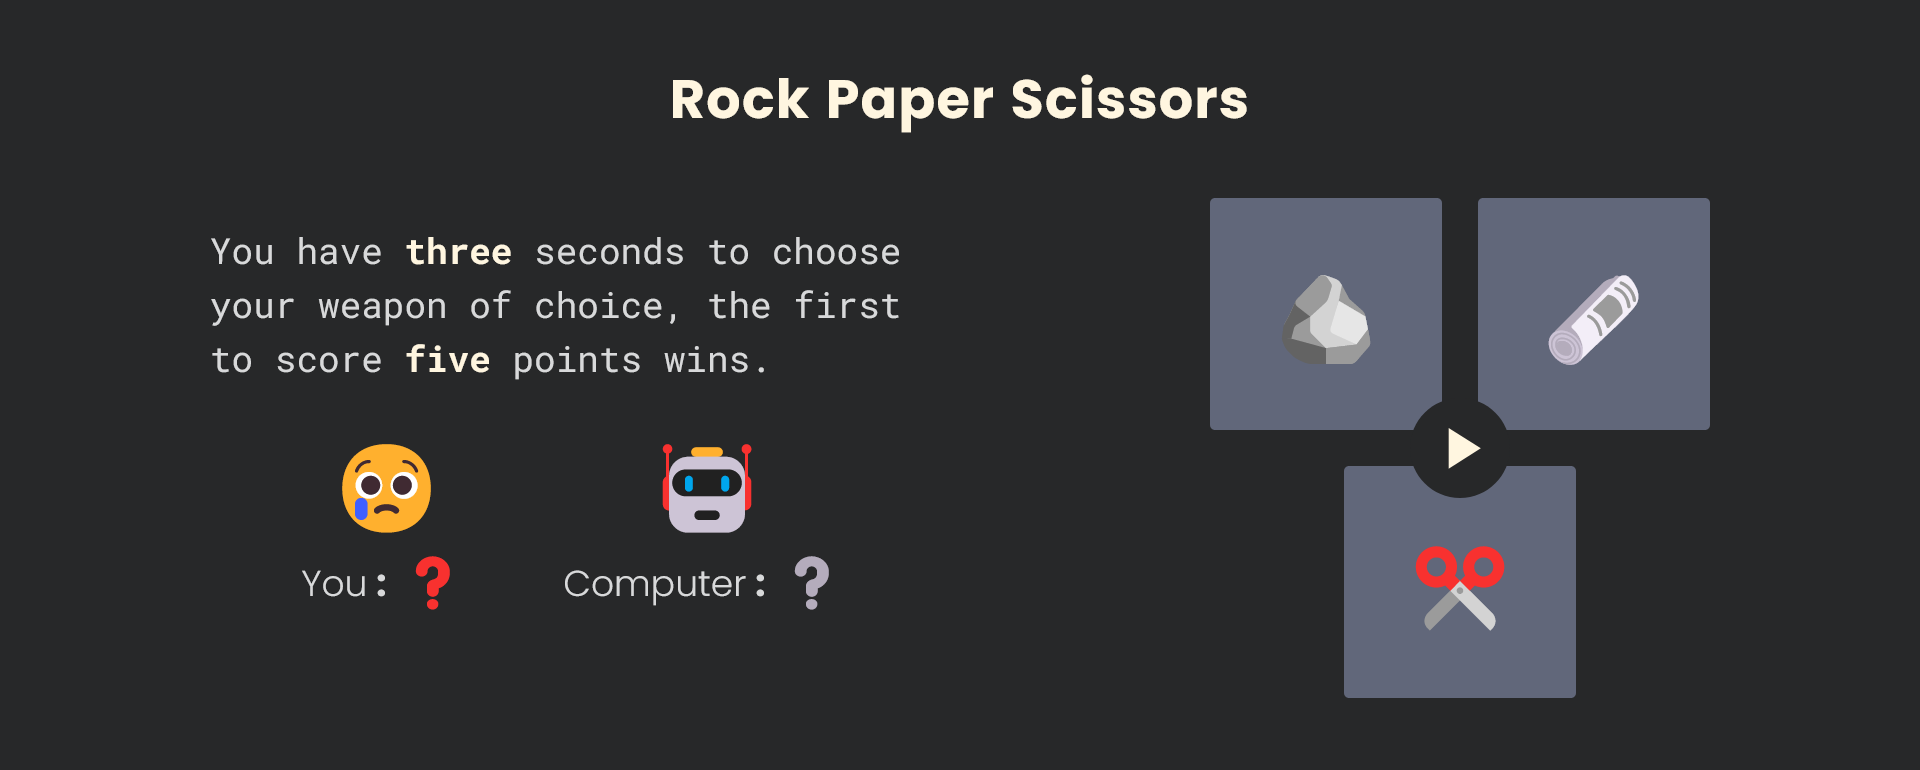 Rock Paper Scissors
You have three seconds to choose
your weapon of choice, the first
to score five points wins.
You: ❓
Computer: ❔